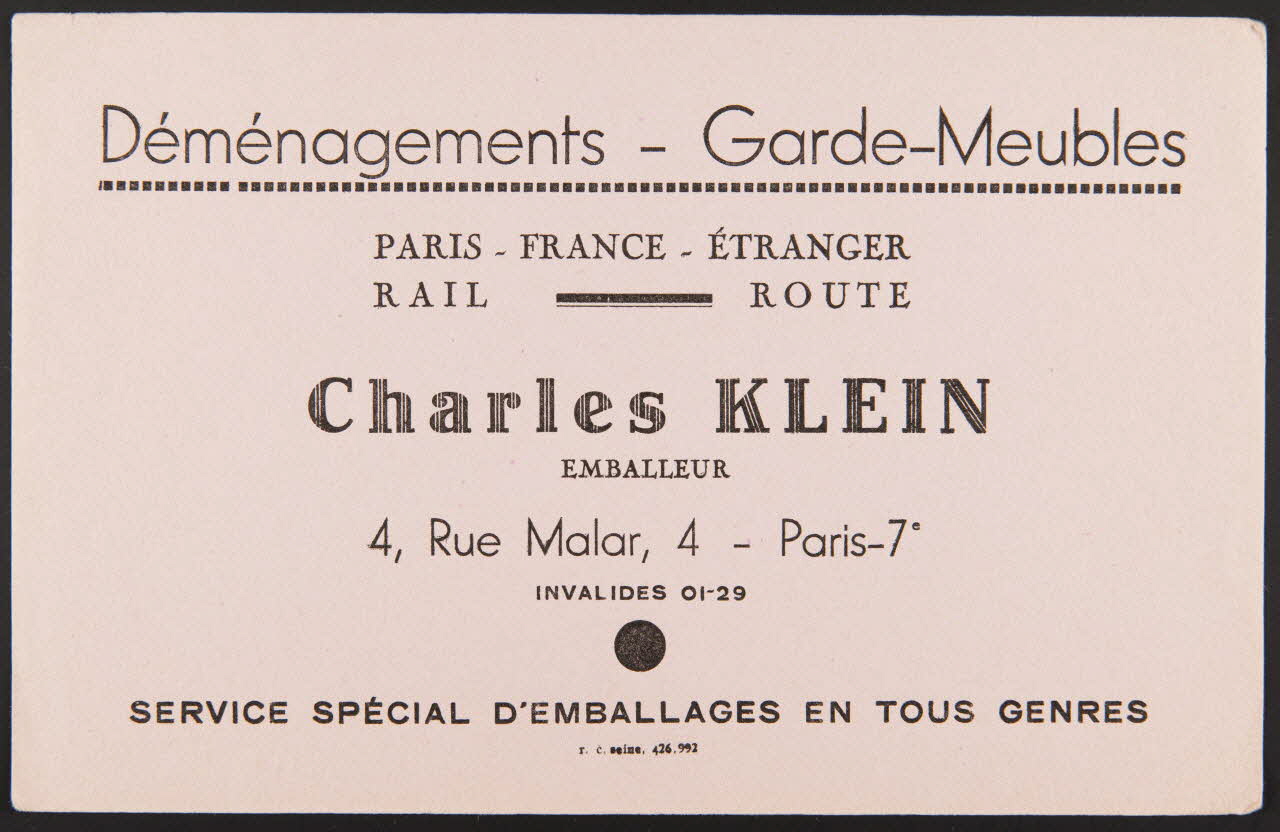 Déménagements - Garde-Meubles
PARIS - FRANCE - ÉTRANGER
RAIL ROUTE
Charles KLEIN
EMBALLEUR
4, Rue Malar, 4 - Paris-7e
INVALIDES 01-29
SERVICE SPÉCIAL D'EMBALLAGES EN TOUS GENRES
r. c. seine. 426.992